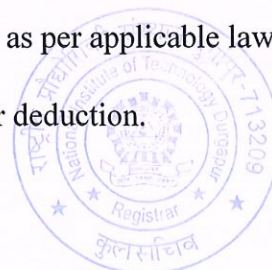 as per applicable law
r deduction.
राष्ट्रीय प्रौद्योगिकी
-713209
National Institute of Technology Durgapur
Registrar
कुलसचिव